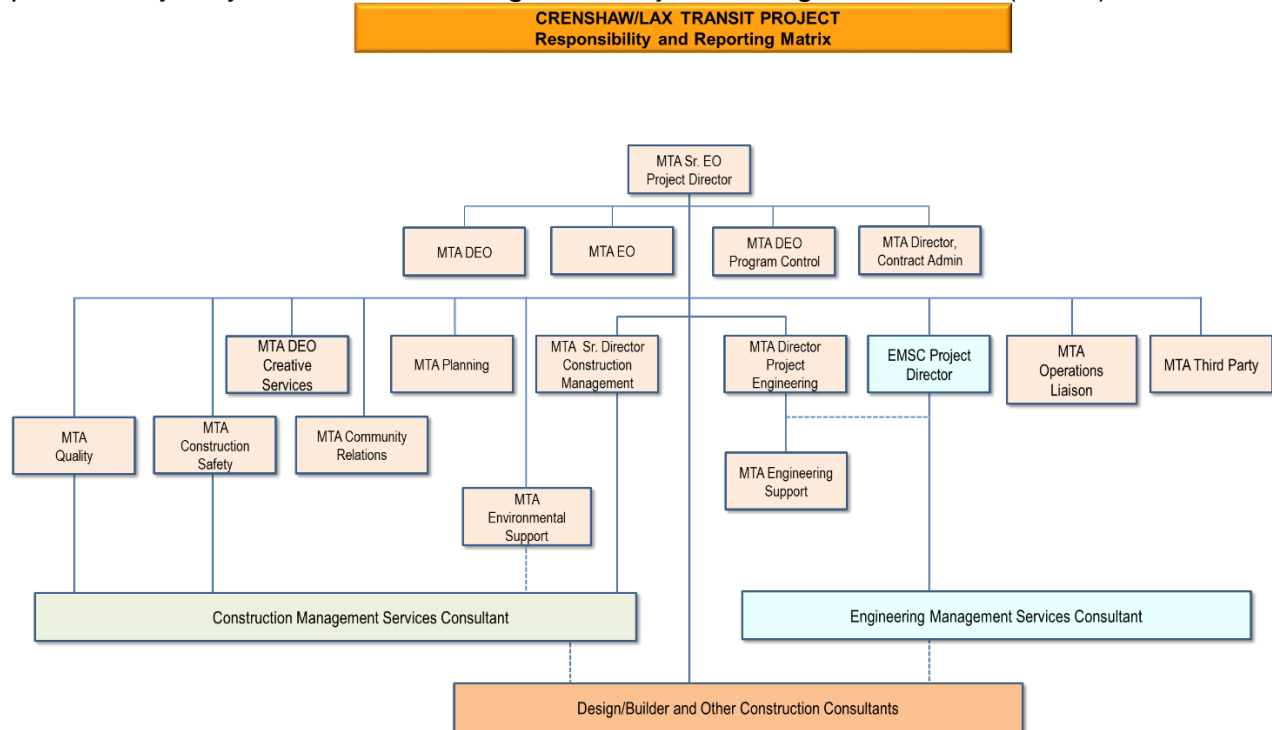 CRENSHAW/LAX TRANSIT PROJECT
Responsibility and Reporting Matrix
MTA Sr. EO
Project Director
MTA DEO
MTA EO
MTA DEO
Program Control
MTA Director,
Contract Admin
MTA DEO
Creative
Services
MTA Planning
MTA Sr. Director
Construction
Management
MTA Director
Project
Engineering
EMSC Project
Director
MTA
Operations
Liaison
MTA Third Party
MTA
Quality
MTA
Construction
Safety
MTA Community
Relations
MTA Engineering
Support
MTA
Environmental
Support
Construction Management Services Consultant
Engineering Management Services Consultant
Design/Builder and Other Construction Consultants